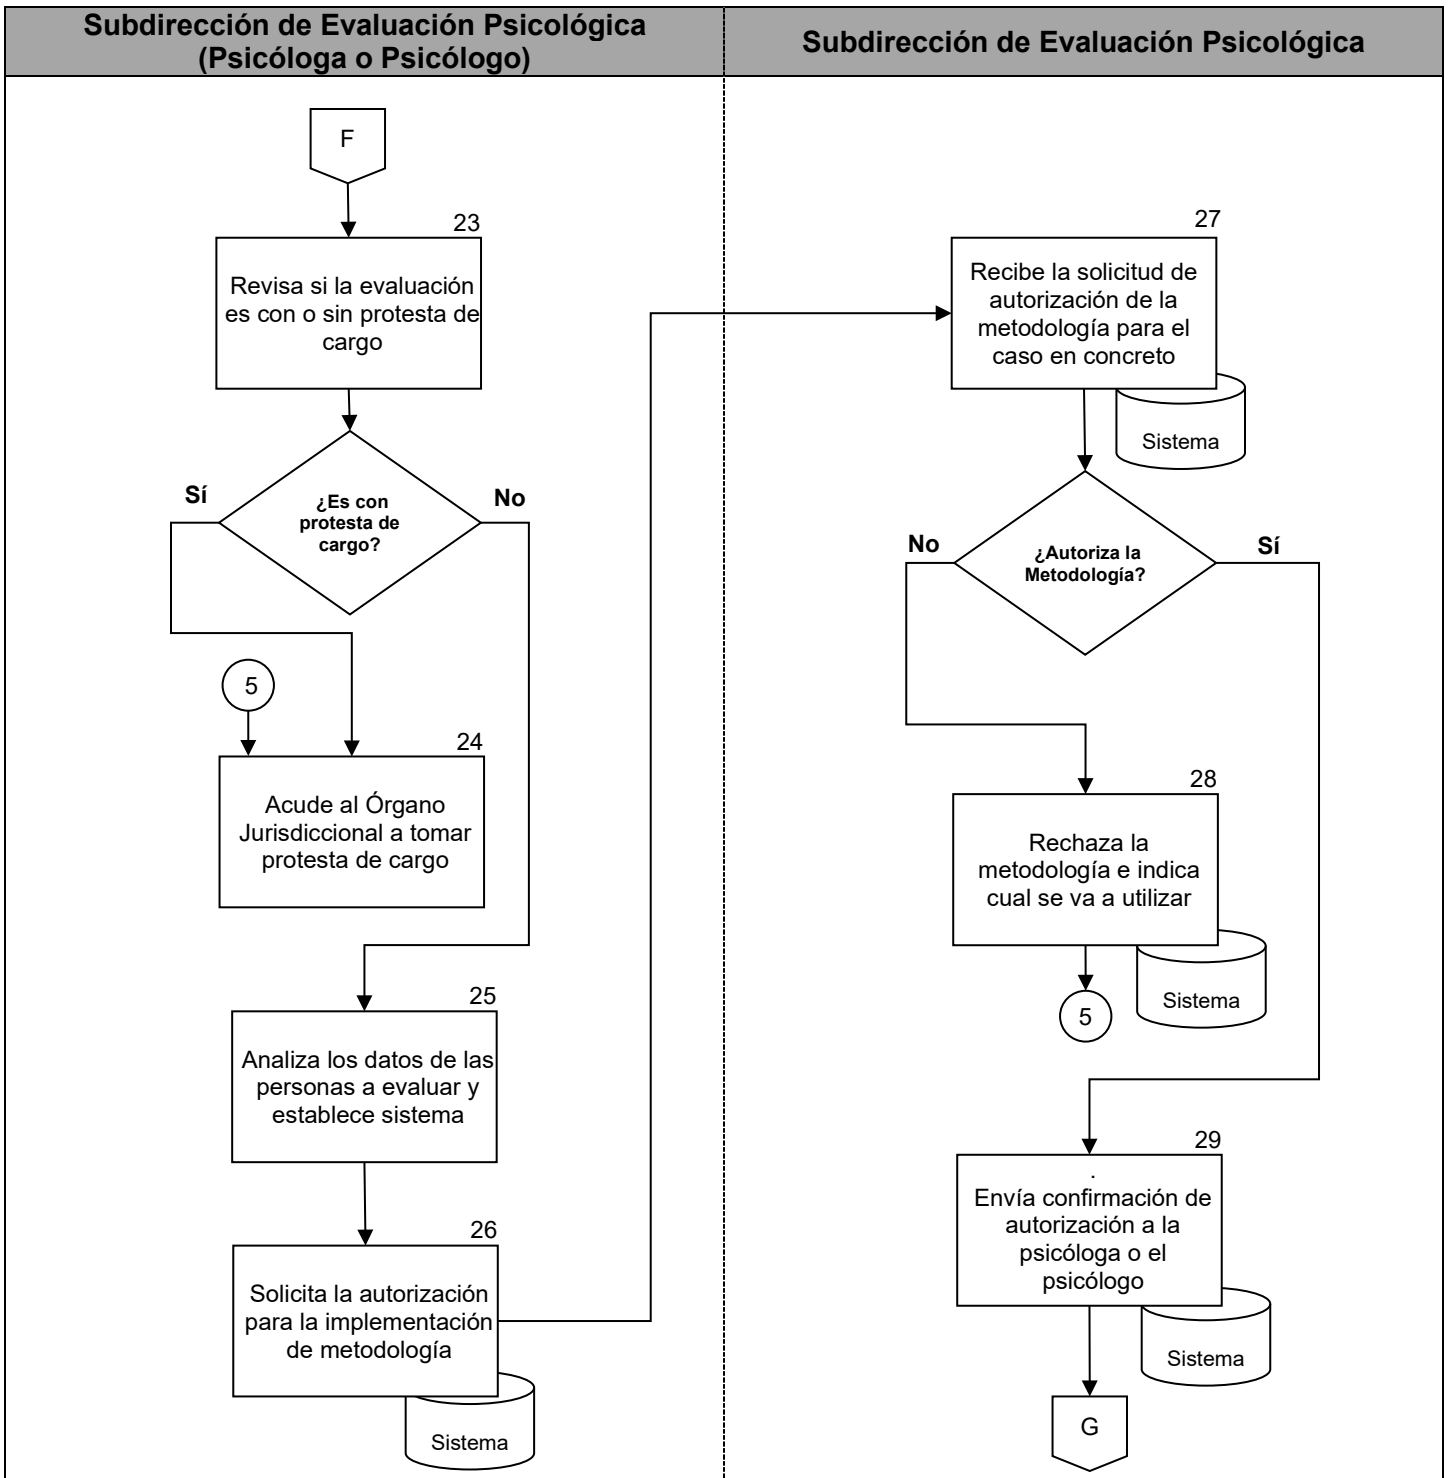 Subdirección de Evaluación Psicológica
(Psicóloga o Psicólogo)
Subdirección de Evaluación Psicológica
F
23
Revisa si la evaluación
es con o sin protesta de
cargo
Sí
¿Es con
protesta de
cargo?
No
5
24
Acude al Órgano
Jurisdiccional a tomar
protesta de cargo
25
Analiza los datos de las
personas a evaluar y
establece sistema
26
Solicita la autorización
para la implementación
de metodología
Sistema
27
Recibe la solicitud de
autorización de la
metodología para el
caso en concreto
Sistema
No
¿Autoriza la
Metodología?
Sí
28
Rechaza la
metodología e indica
cual se va a utilizar
Sistema
5
29
.
Envía confirmación de
autorización a la
psicóloga o el
psicólogo
Sistema
G